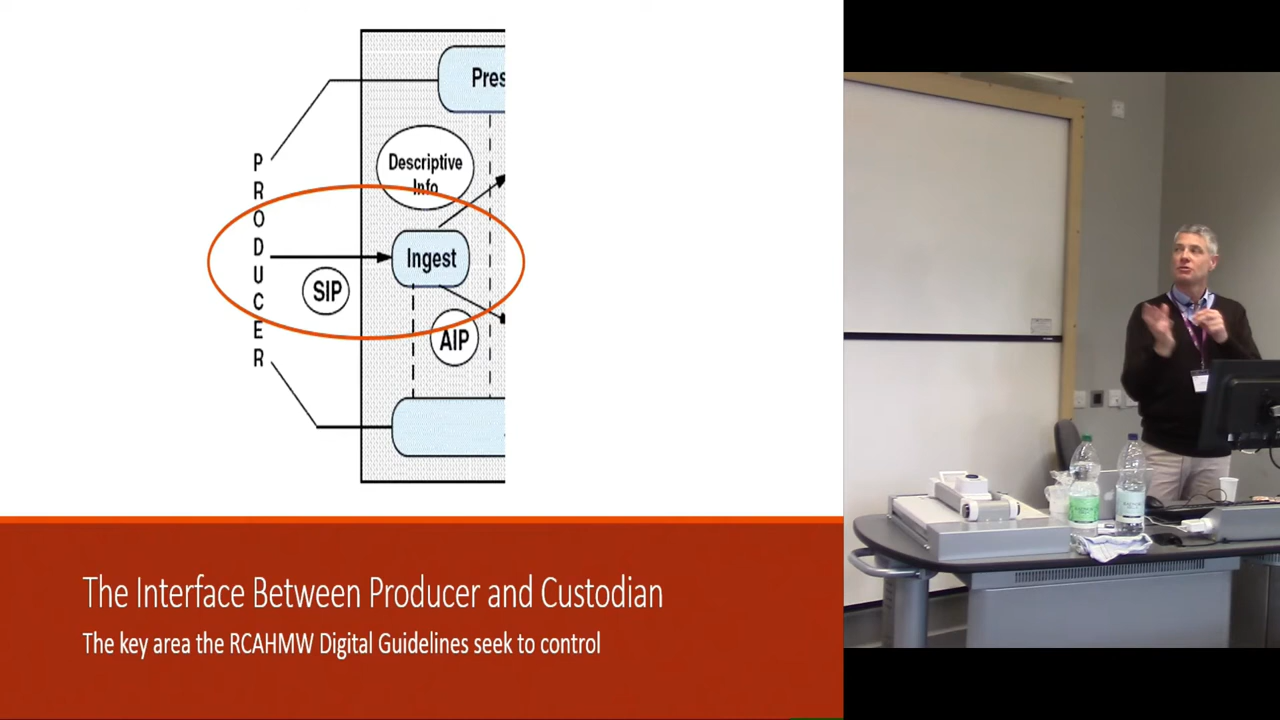 Pres
Descriptive
Info
PRODUCER
Ingest
SIP
AIP
The Interface Between Producer and Custodian
The key area the RCAHMW Digital Guidelines seek to control